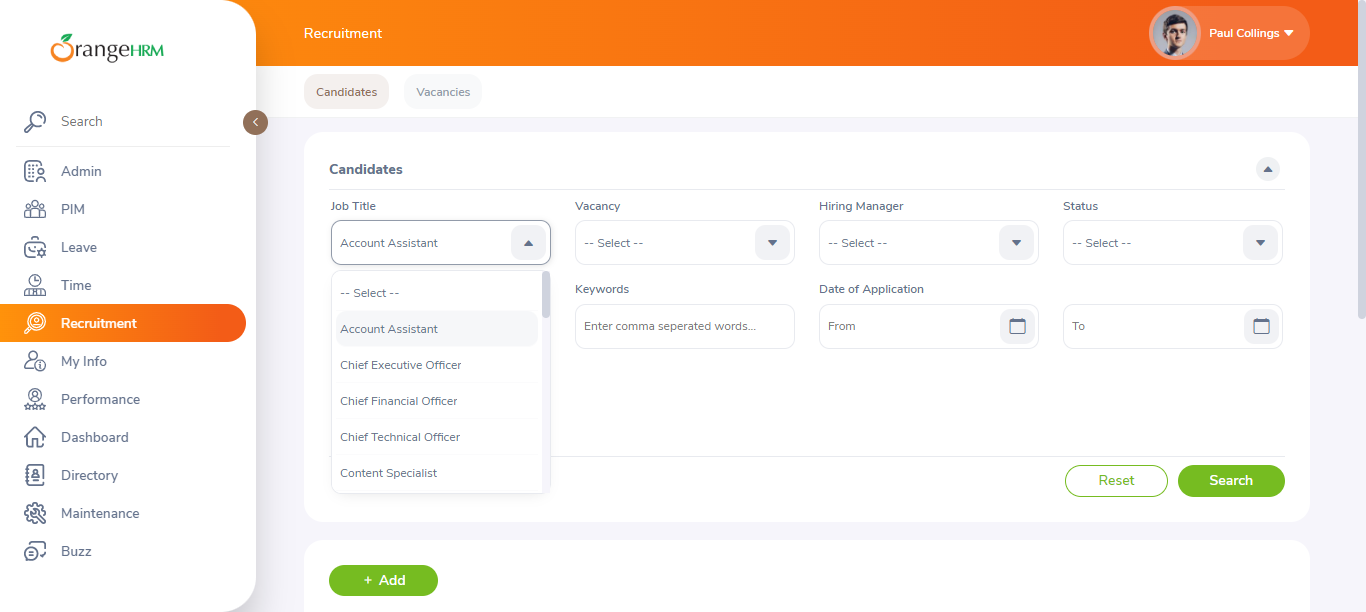 OrangeHRM
Recruitment
Paul Collings
Search
Candidates
Vacancies
Admin
PIM
Leave
Time
Recruitment
My Info
Performance
Dashboard
Directory
Maintenance
Buzz
Candidates
Job Title
Vacancy
Hiring Manager
Status
Account Assistant
-- Select --
-- Select --
-- Select --
-- Select --
Account Assistant
Chief Executive Officer
Chief Financial Officer
Chief Technical Officer
Content Specialist
Keywords
Date of Application
Enter comma seperated words...
From
To
Reset
Search
+ Add